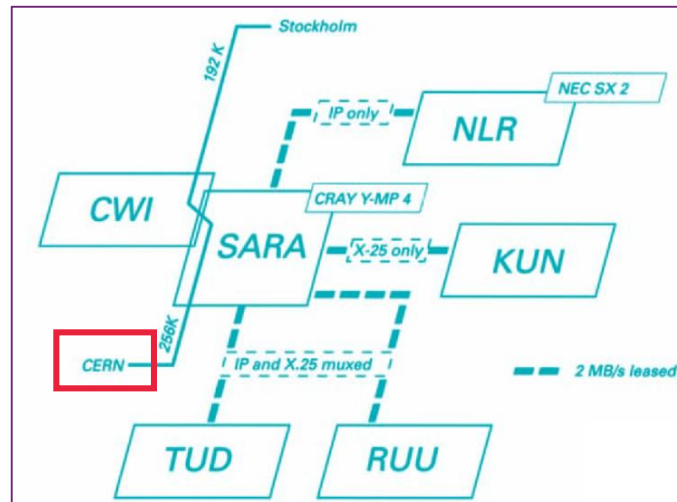 Stockholm
192 K
NEC SX 2
IP only
NLR
CWI
CRAY Y-MP 4
SARA
X-25 only
KUN
256K
CERN
IP and X.25 muxed
2 MB/s leased
TUD
RUU